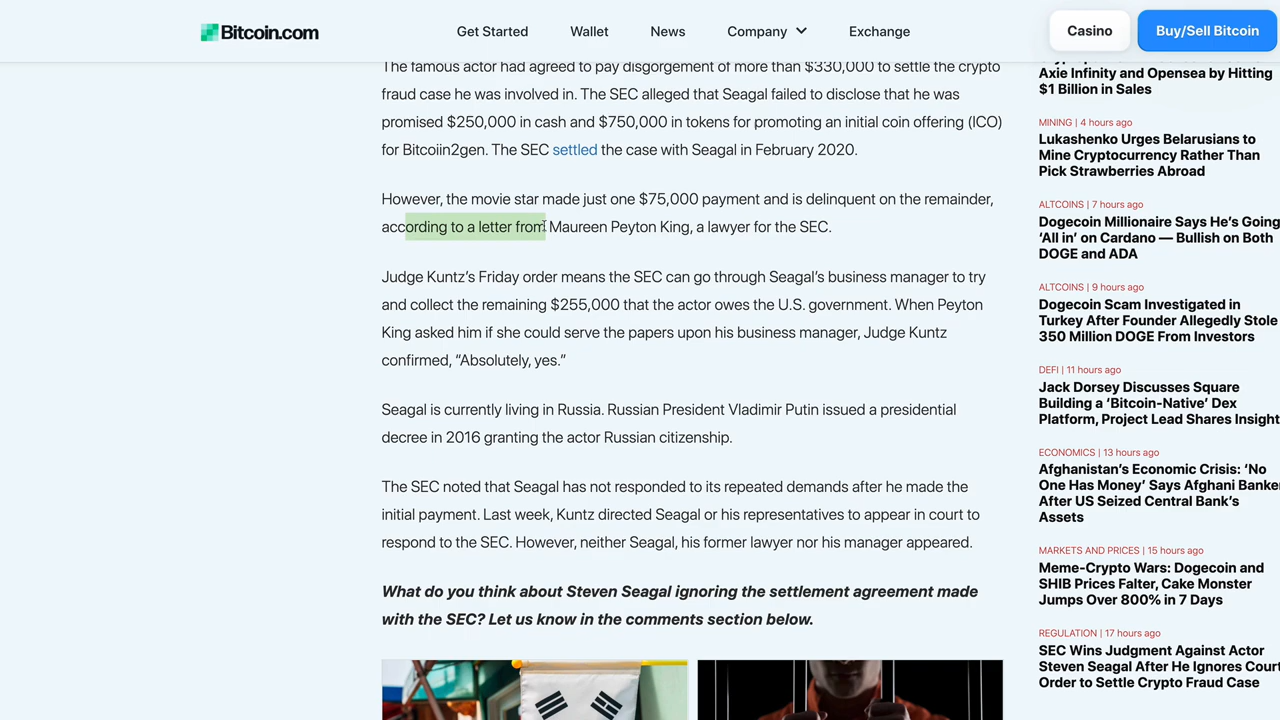 Bitcoin.com
Get Started
Wallet
News
Company
Exchange
Casino
Buy/Sell Bitcoin
The famous actor had agreed to pay disgorgement of more than $330,000 to settle the crypto
fraud case he was involved in. The SEC alleged that Seagal failed to disclose that he was
promised $250,000 in cash and $750,000 in tokens for promoting an initial coin offering (ICO)
for Bitcoiin2gen. The SEC settled the case with Seagal in February 2020.
However, the movie star made just one $75,000 payment and is delinquent on the remainder,
according to a letter from Maureen Peyton King, a lawyer for the SEC.
Judge Kuntz’s Friday order means the SEC can go through Seagal’s business manager to try
and collect the remaining $255,000 that the actor owes the U.S. government. When Peyton
King asked him if she could serve the papers upon his business manager, Judge Kuntz
confirmed, “Absolutely, yes.”
Seagal is currently living in Russia. Russian President Vladimir Putin issued a presidential
decree in 2016 granting the actor Russian citizenship.
The SEC noted that Seagal has not responded to its repeated demands after he made the
initial payment. Last week, Kuntz directed Seagal or his representatives to appear in court to
respond to the SEC. However, neither Seagal, his former lawyer nor his manager appeared.
What do you think about Steven Seagal ignoring the settlement agreement made
with the SEC? Let us know in the comments section below.
Axie Infinity and Opensea by Hitting
$1 Billion in Sales
MINING | 4 hours ago
Lukashenko Urges Belarusians to
Mine Cryptocurrency Rather Than
Pick Strawberries Abroad
ALTCOINS | 7 hours ago
Dogecoin Millionaire Says He’s Going
‘All in’ on Cardano — Bullish on Both
DOGE and ADA
ALTCOINS | 9 hours ago
Dogecoin Scam Investigated in
Turkey After Founder Allegedly Stole
350 Million DOGE From Investors
DEFI | 11 hours ago
Jack Dorsey Discusses Square
Building a ‘Bitcoin-Native’ Dex
Platform, Project Lead Shares Insight
ECONOMICS | 13 hours ago
Afghanistan’s Economic Crisis: ‘No
One Has Money’ Says Afghani Banker
After US Seized Central Bank’s
Assets
MARKETS AND PRICES | 15 hours ago
Meme-Crypto Wars: Dogecoin and
SHIB Prices Falter, Cake Monster
Jumps Over 800% in 7 Days
REGULATION | 17 hours ago
SEC Wins Judgment Against Actor
Steven Seagal After He Ignores Court
Order to Settle Crypto Fraud Case